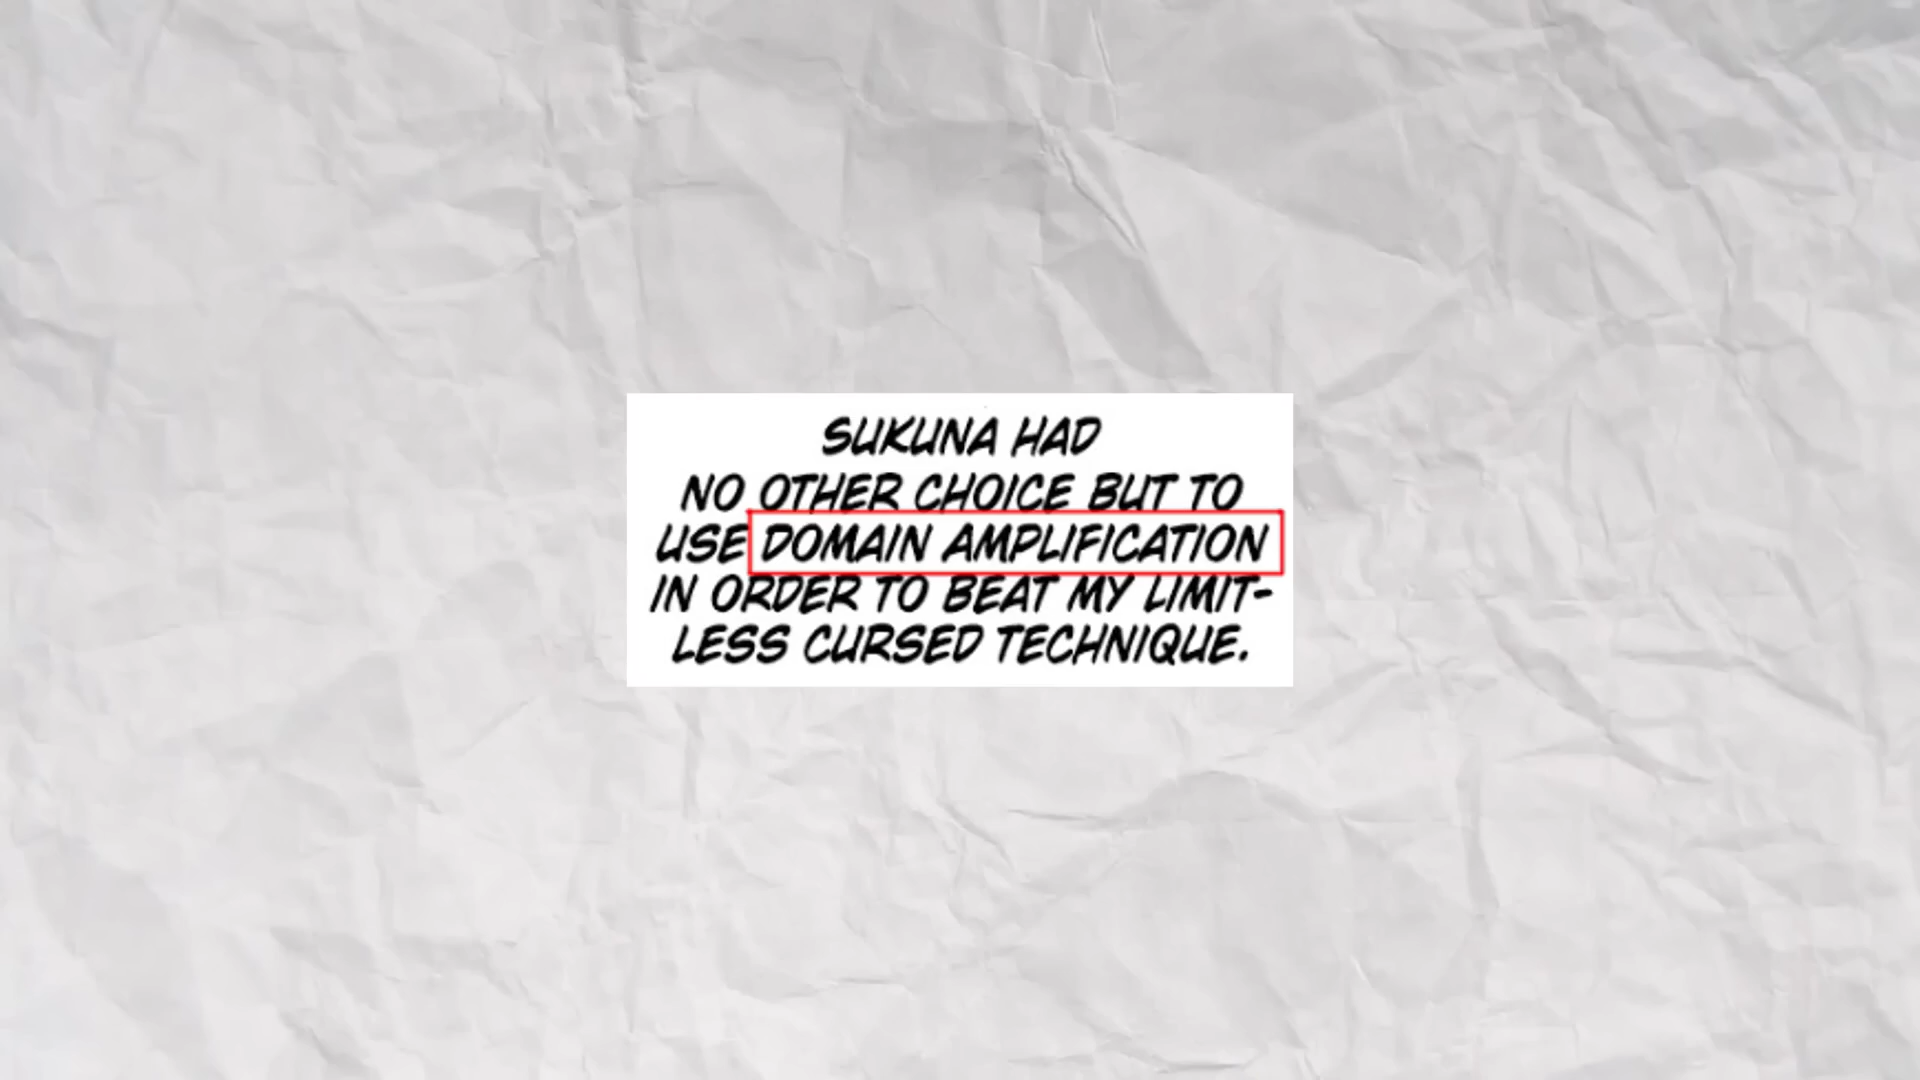 SUKUNA HAD
NO OTHER CHOICE BUT TO
USE DOMAIN AMPLIFICATION
IN ORDER TO BEAT MY LIMIT-
LESS CURSED TECHNIQUE.